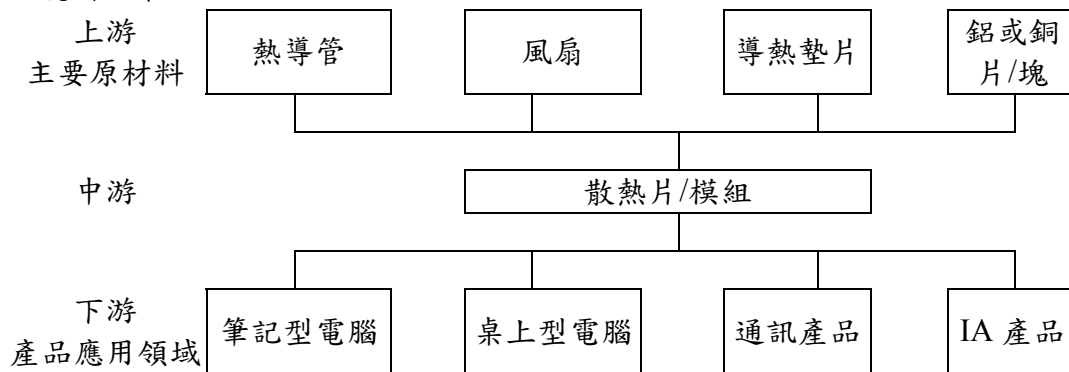 上游
主要原材料
熱導管
風扇
導熱墊片
鋁或銅
片/塊
中游
散熱片/模組
下游
產品應用領域
筆記型電腦
桌上型電腦
通訊產品
IA 產品